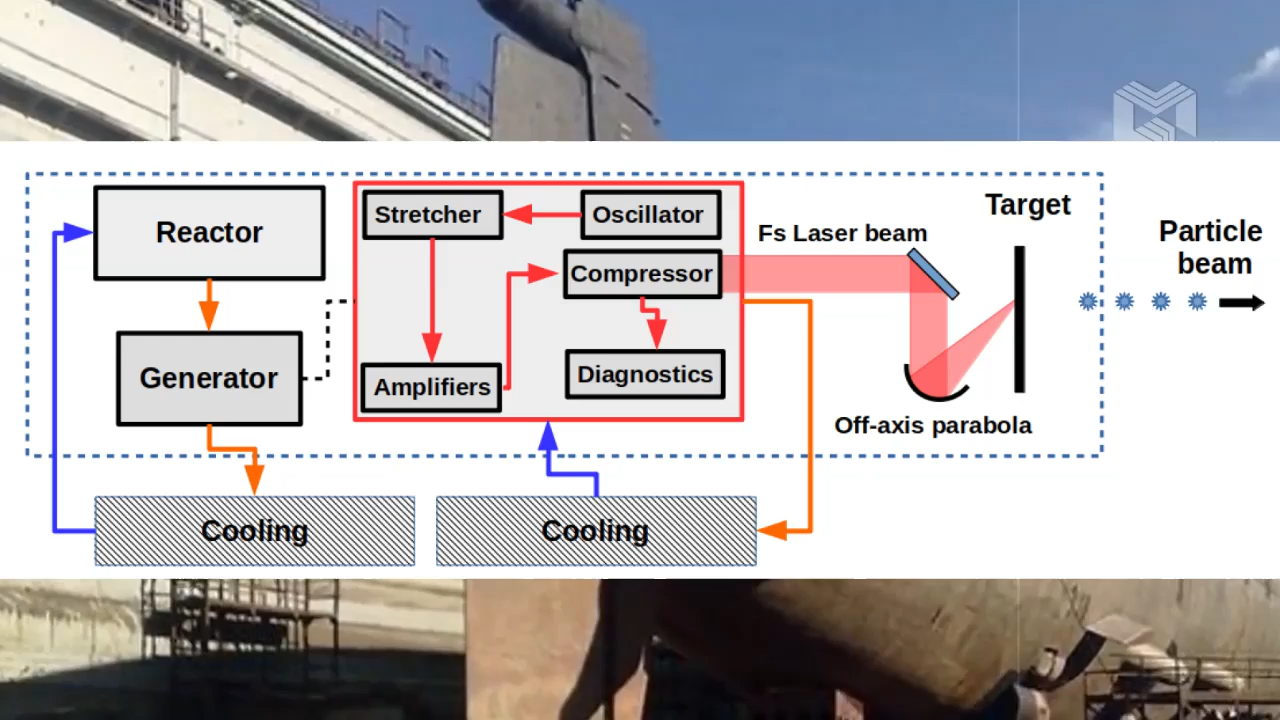 Reactor
Generator
Stretcher
Oscillator
Compressor
Amplifiers
Diagnostics
Fs Laser beam
Off-axis parabola
Target
Particle
beam
Cooling
Cooling